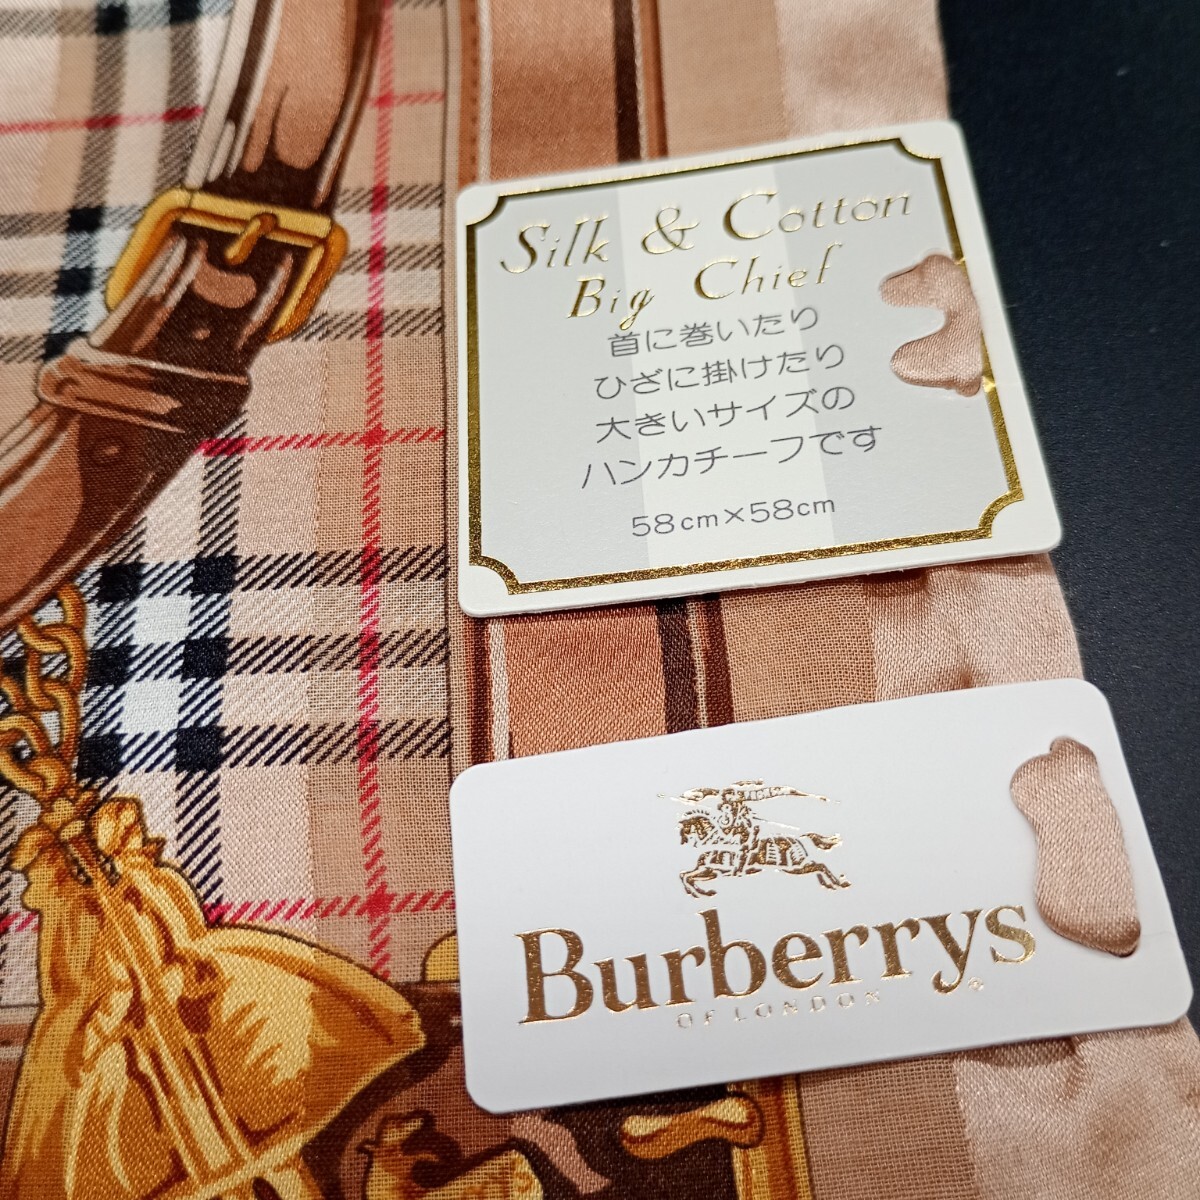 Silk & Cotton
Big Chief
首に巻いたり
ひざに掛けたり
大きいサイズの
ハンカチーフです
58cm×58cm
Burberrys
OF LONDON